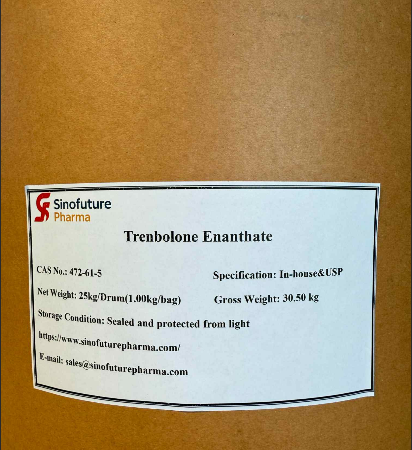 Sinofuture
Pharma
Trenbolone Enanthate
CAS No.: 472-61-5 Specification: In-house&USP
Net Weight: 25kg/Drum(1.00kg/bag) Gross Weight: 30.50 kg
Storage Condition: Sealed and protected from light
https://www.sinofuturepharma.com/
E-mail: sales@sinofuturepharma.com